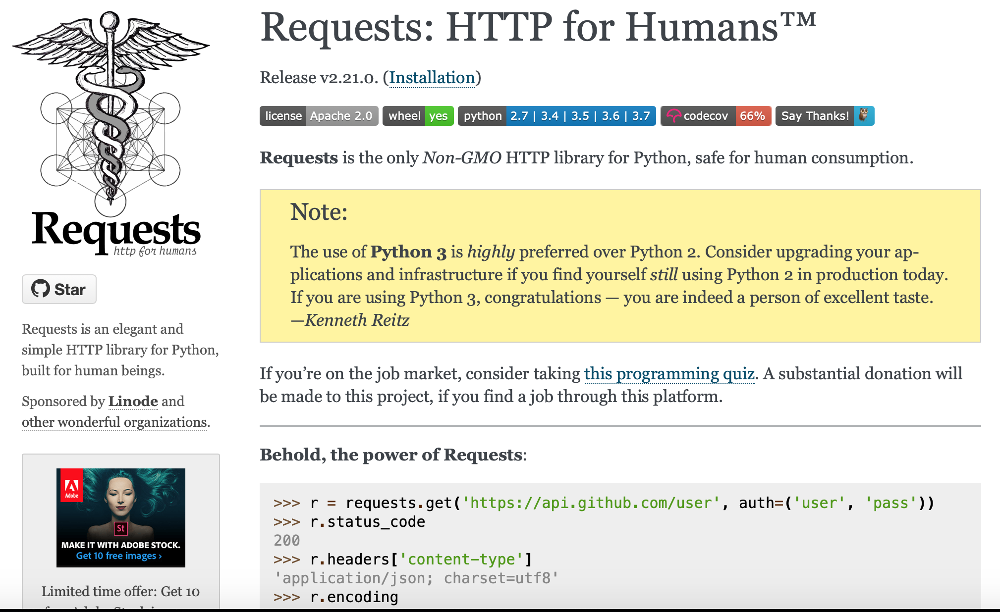 Requests
http for humans
Star
Requests is an elegant and
simple HTTP library for Python,
built for human beings.
Sponsored by Linode and
other wonderful organizations.
Adobe
St
MAKE IT WITH ADOBE STOCK.
Get 10 free images ›
Limited time offer: Get 10
Requests: HTTP for Humans™
Release v2.21.0. (Installation)
license Apache 2.0 wheel yes python 2.7 | 3.4 | 3.5 | 3.6 | 3.7 codecov 66% Say Thanks!
Requests is the only Non-GMO HTTP library for Python, safe for human consumption.
Note:
The use of Python 3 is highly preferred over Python 2. Consider upgrading your ap-
plications and infrastructure if you find yourself still using Python 2 in production today.
If you are using Python 3, congratulations — you are indeed a person of excellent taste.
—Kenneth Reitz
If you’re on the job market, consider taking this programming quiz. A substantial donation will
be made to this project, if you find a job through this platform.
Behold, the power of Requests:
>>> r = requests.get('https://api.github.com/user', auth=('user', 'pass'))
>>> r.status_code
200
>>> r.headers['content-type']
'application/json; charset=utf8'
>>> r.encoding